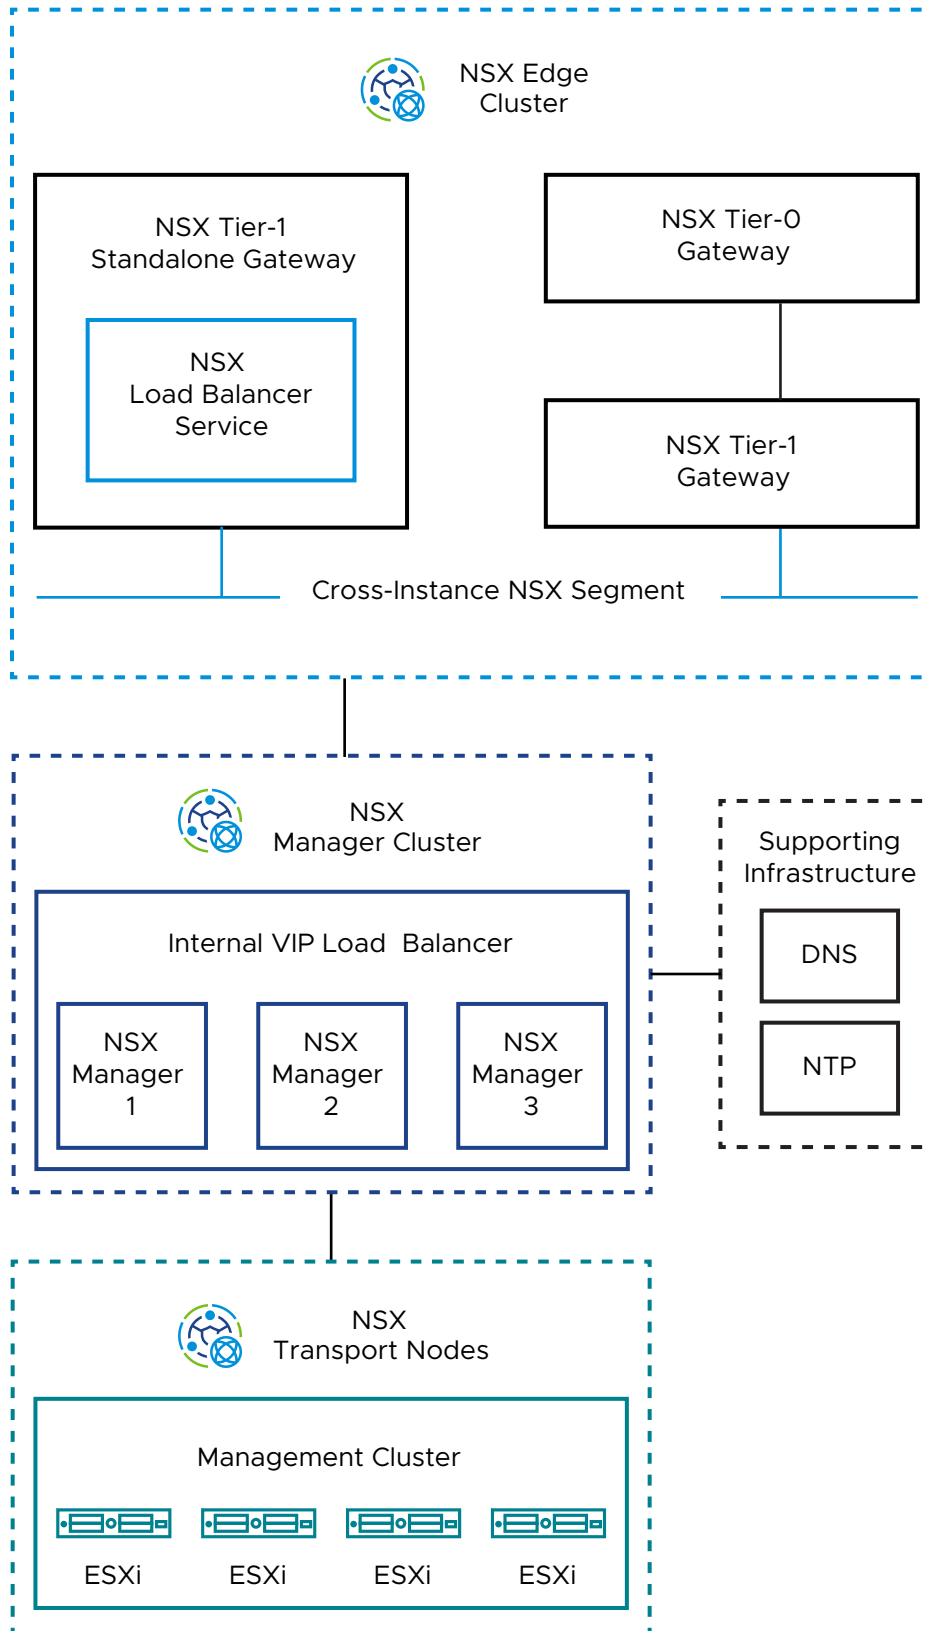 NSX Edge
Cluster
NSX Tier-1
Standalone Gateway
NSX
Load Balancer
Service
NSX Tier-0
Gateway
NSX Tier-1
Gateway
Cross-Instance NSX Segment
NSX
Manager Cluster
Internal VIP Load Balancer
NSX
Manager
1
NSX
Manager
2
NSX
Manager
3
Supporting
Infrastructure
DNS
NTP
NSX
Transport Nodes
Management Cluster
ESXi
ESXi
ESXi
ESXi